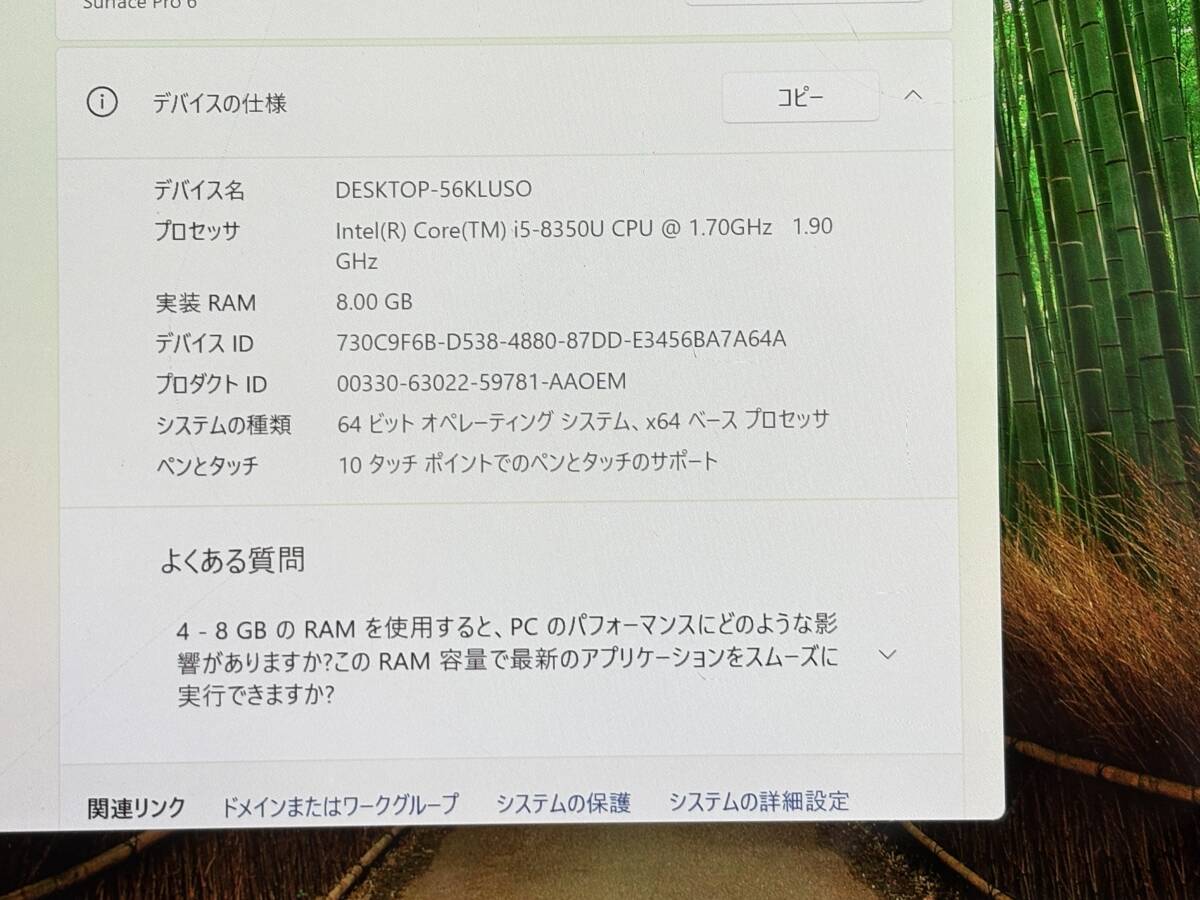 Surface Pro 6
デバイスの仕様
コピー
デバイス名 DESKTOP-56KLUSO
プロセッサ Intel(R) Core(TM) i5-8350U CPU @ 1.70GHz 1.90
GHz
実装 RAM 8.00 GB
デバイス ID 730C9F6B-D538-4880-87DD-E3456BA7A64A
プロダクト ID 00330-63022-59781-AAOEM
システムの種類 64 ビット オペレーティング システム、x64 ベース プロセッサ
ペンとタッチ 10 タッチ ポイントでのペンとタッチのサポート
よくある質問
4 - 8 GB の RAM を使用すると、PC のパフォーマンスにどのような影
響がありますか?この RAM 容量で最新のアプリケーションをスムーズに
実行できますか?
関連リンク ドメインまたはワークグループ システムの保護 システムの詳細設定